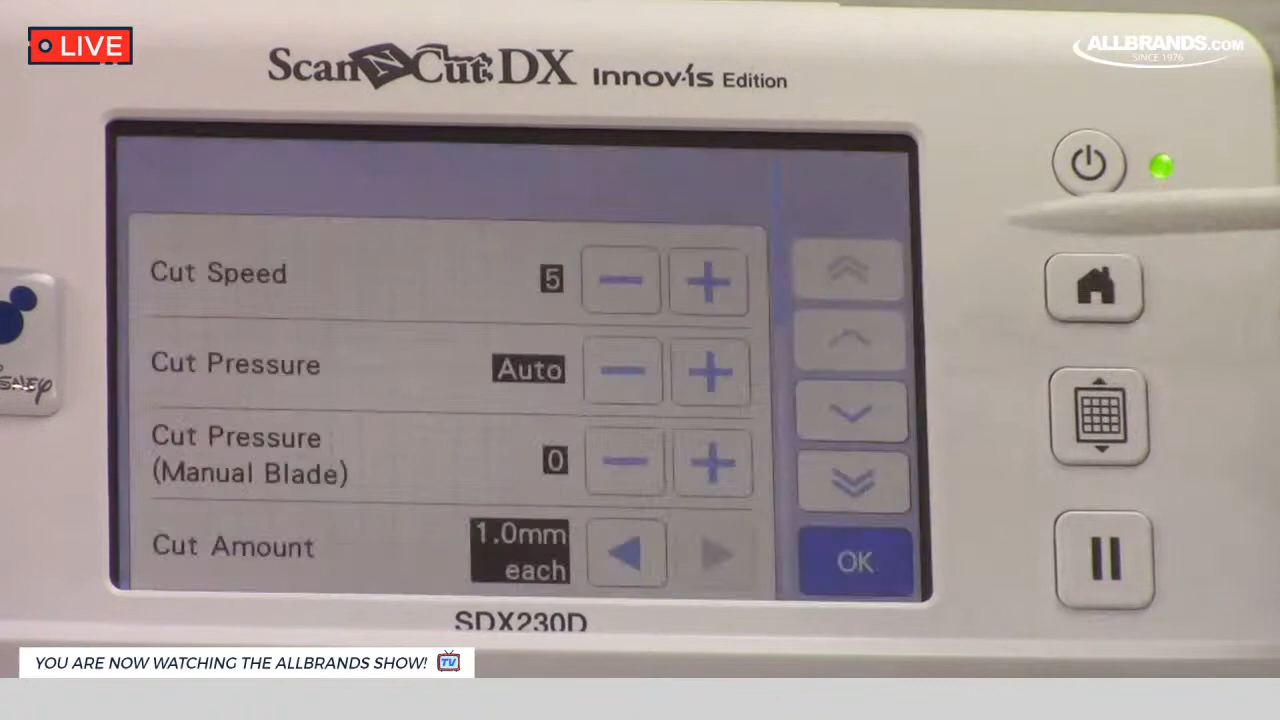 LIVE
ScanNCut DX Innov-ís Edition
ALLBRANDS.COM
SINCE 1976
Cut Speed 5
Cut Pressure Auto
Cut Pressure
(Manual Blade) 0
Cut Amount 1.0mm
each
OK
SDX230D
YOU ARE NOW WATCHING THE ALLBRANDS SHOW! TV